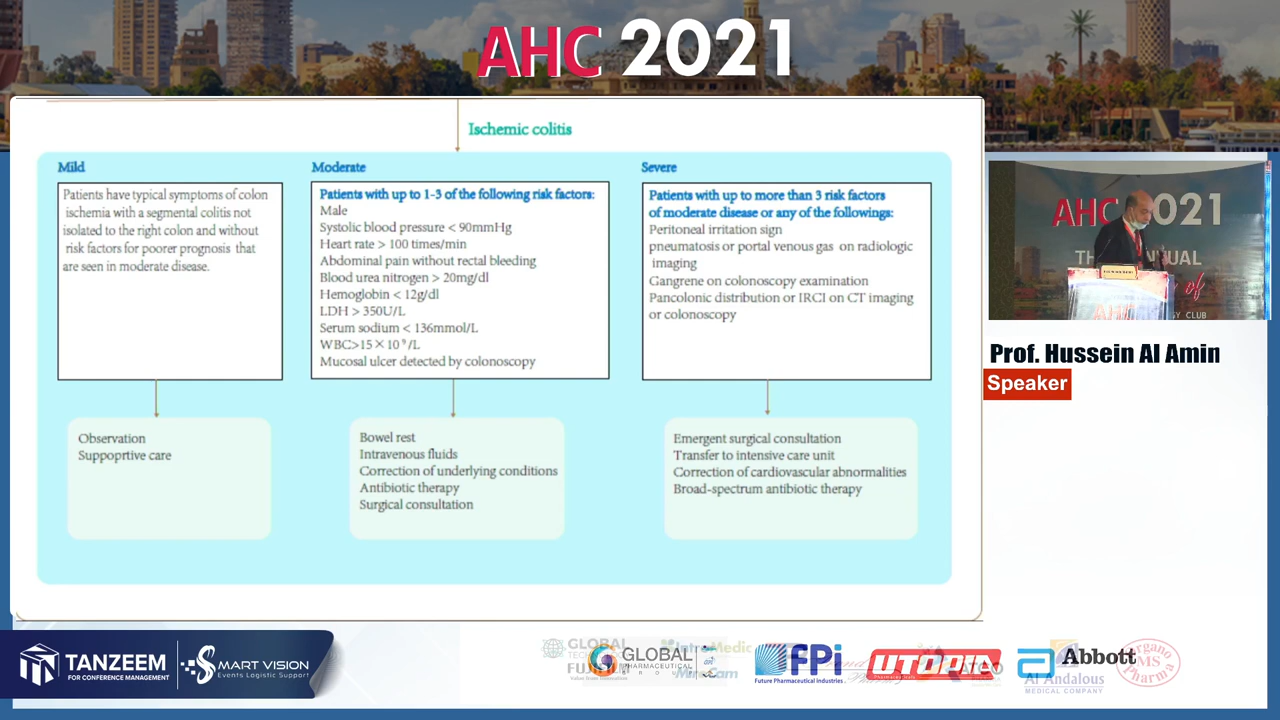 AHC 2021
Ischemic colitis
Mild
Patients have typical symptoms of colon
ischemia with a segmental colitis not
isolated to the right colon and without
risk factors for poorer prognosis that
are seen in moderate disease.
Observation
Suppoprtive care
Moderate
Patients with up to 1-3 of the following risk factors:
Male
Systolic blood pressure < 90mmHg
Heart rate > 100 times/min
Abdominal pain without rectal bleeding
Blood urea nitrogen > 20mg/dl
Hemoglobin < 12g/dl
LDH > 350U/L
Serum sodium < 136mmol/L
WBC>15×10⁹/L
Mucosal ulcer detected by colonoscopy
Bowel rest
Intravenous fluids
Correction of underlying conditions
Antibiotic therapy
Surgical consultation
Severe
Patients with up to more than 3 risk factors
of moderate disease or any of the followings:
Peritoneal irritation sign
pneumatosis or portal venous gas on radiologic
imaging
Gangrene on colonoscopy examination
Pancolonic distribution or IRCI on CT imaging
or colonoscopy
Emergent surgical consultation
Transfer to intensive care unit
Correction of cardiovascular abnormalities
Broad-spectrum antibiotic therapy
AHC 2021
of
AHC
Prof. Hussein Al Amin
Speaker
TANZEEM
FOR CONFERENCE MANAGEMENT
SMART VISION
Events Logistic Support
GLOBAL
GLOBAL
PHARMACEUTICAL
FPi
Future Pharmaceutical Industries
UTOPIA
Pharmaceuticals
Abbott
Al Andalous
MEDICAL COMPANY
MS
Pharma